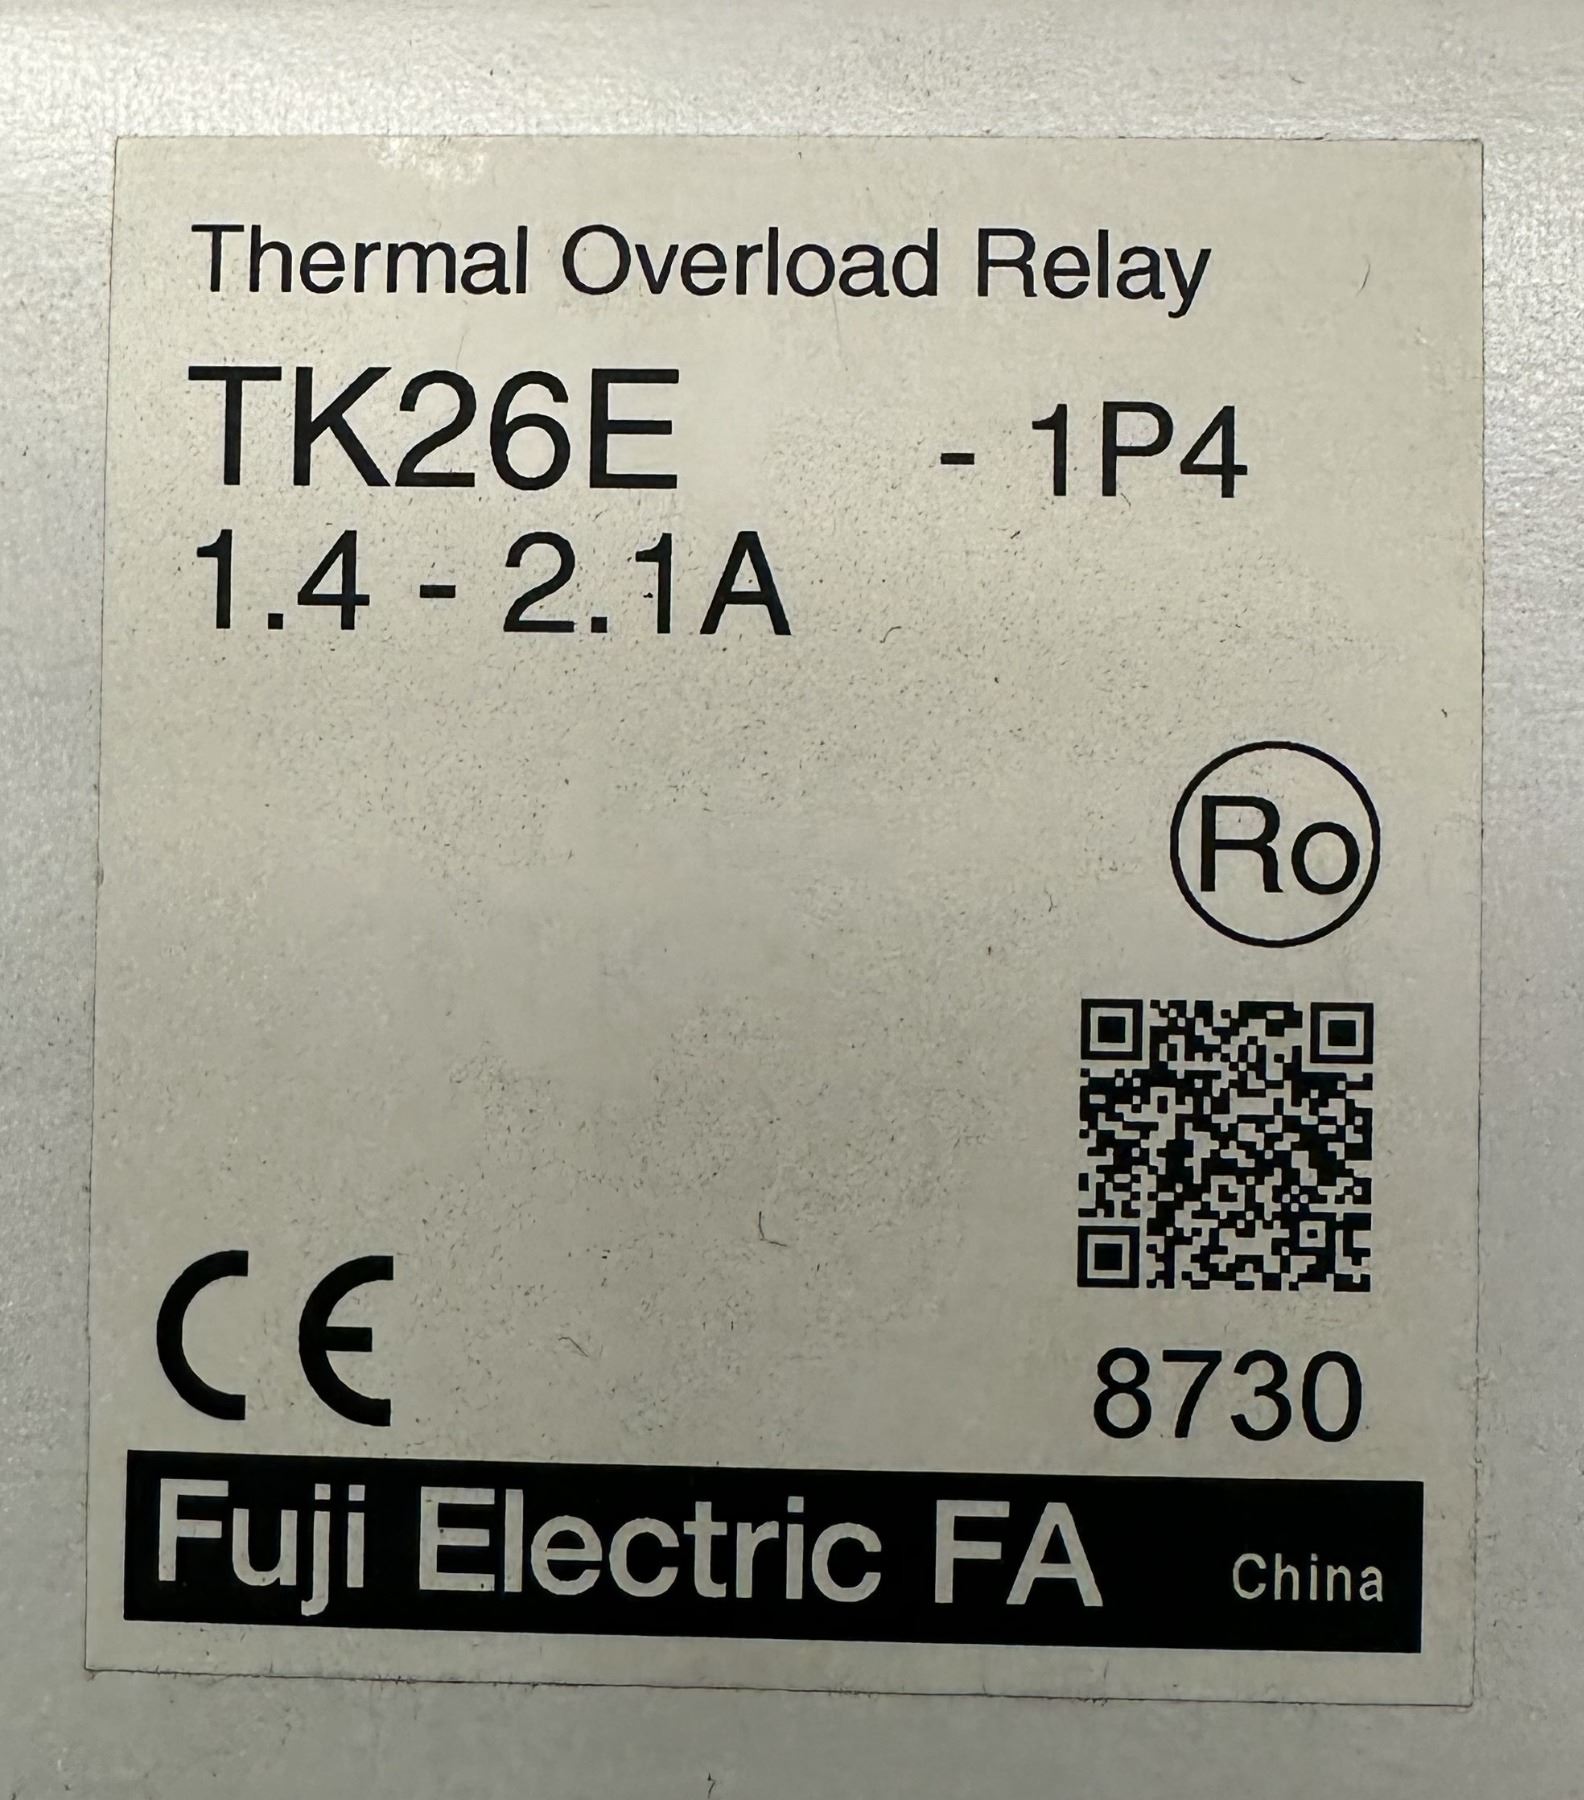 Thermal Overload Relay
TK26E - 1P4
1.4 - 2.1A
Ro
CE
8730
Fuji Electric FA China